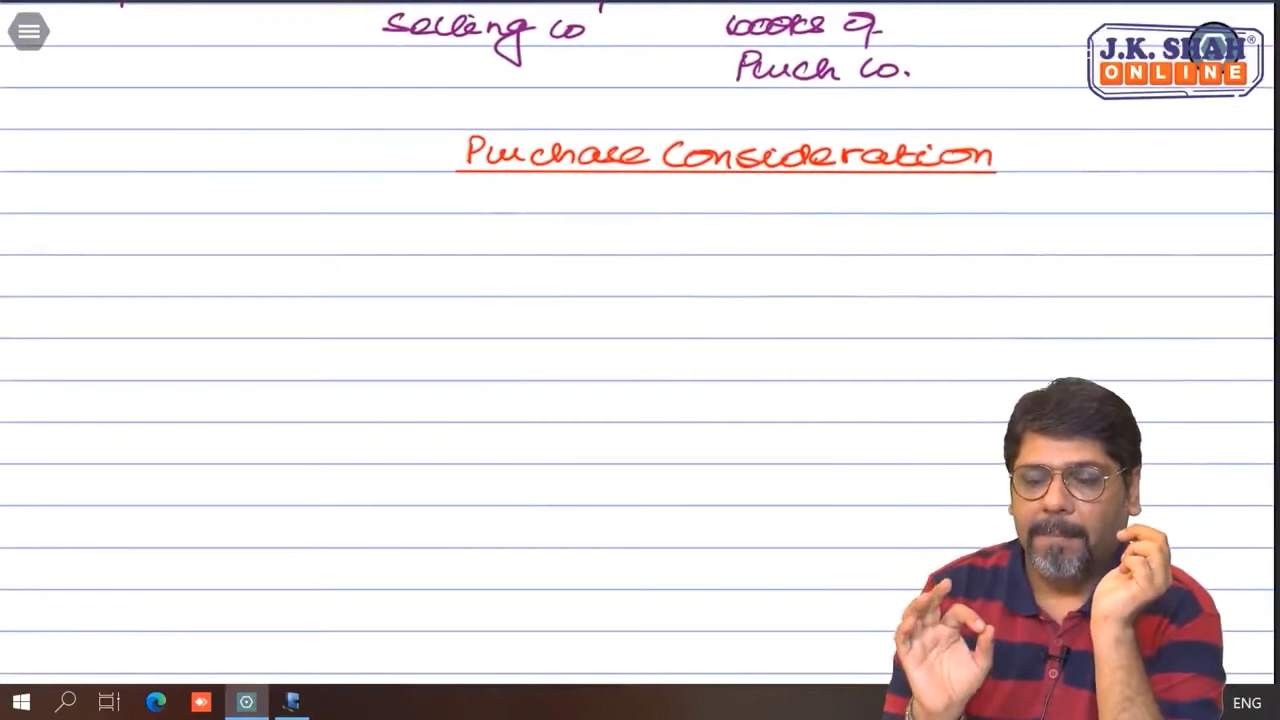 selling co
books of
Purch co.
J.K. SHAH®
ONLINE
Purchase Consideration
ENG